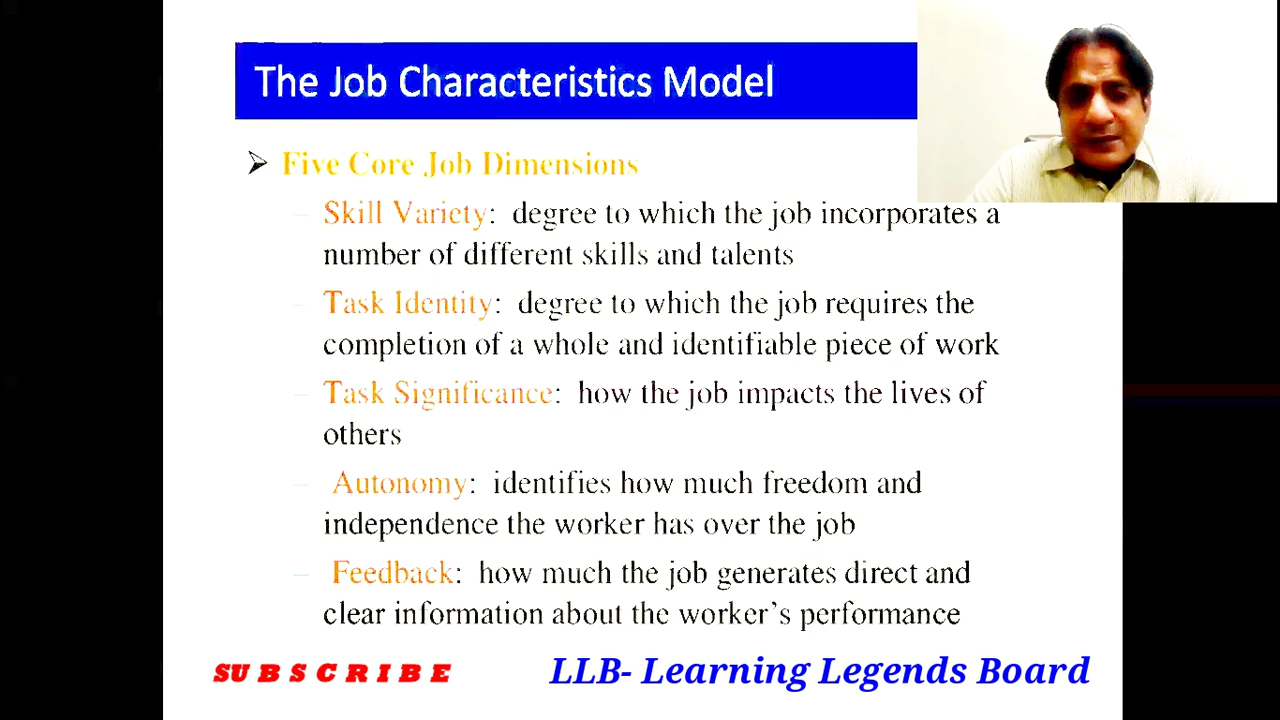 The Job Characteristics Model
➢ Five Core Job Dimensions
– Skill Variety: degree to which the job incorporates a
number of different skills and talents
– Task Identity: degree to which the job requires the
completion of a whole and identifiable piece of work
– Task Significance: how the job impacts the lives of
others
– Autonomy: identifies how much freedom and
independence the worker has over the job
– Feedback: how much the job generates direct and
clear information about the worker's performance
SUBSCRIBE
LLB- Learning Legends Board